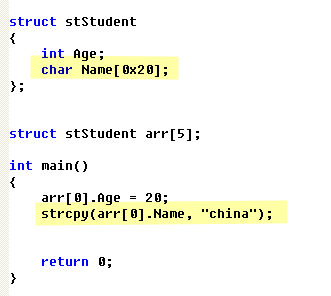 struct stStudent
{
    int Age;
    char Name[0x20];
};
struct stStudent arr[5];
int main()
{
    arr[0].Age = 20;
    strcpy(arr[0].Name, "china");
    return 0;
}